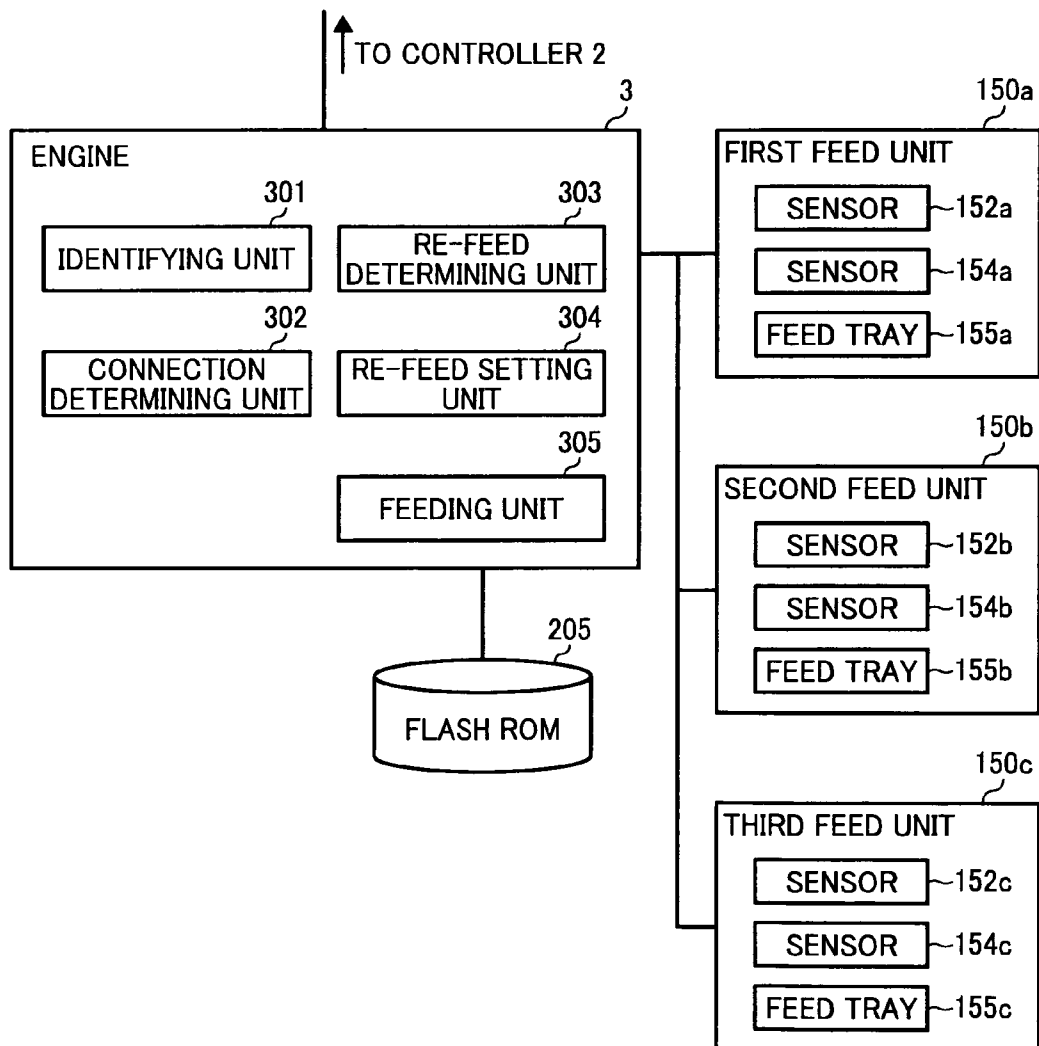 TO CONTROLLER 2
3
ENGINE
301
IDENTIFYING UNIT
303
RE-FEED
DETERMINING UNIT
302
CONNECTION
DETERMINING UNIT
304
RE-FEED SETTING
UNIT
305
FEEDING UNIT
205
FLASH ROM
150a
FIRST FEED UNIT
SENSOR 152a
SENSOR 154a
FEED TRAY 155a
150b
SECOND FEED UNIT
SENSOR 152b
SENSOR 154b
FEED TRAY 155b
150c
THIRD FEED UNIT
SENSOR 152c
SENSOR 154c
FEED TRAY 155c